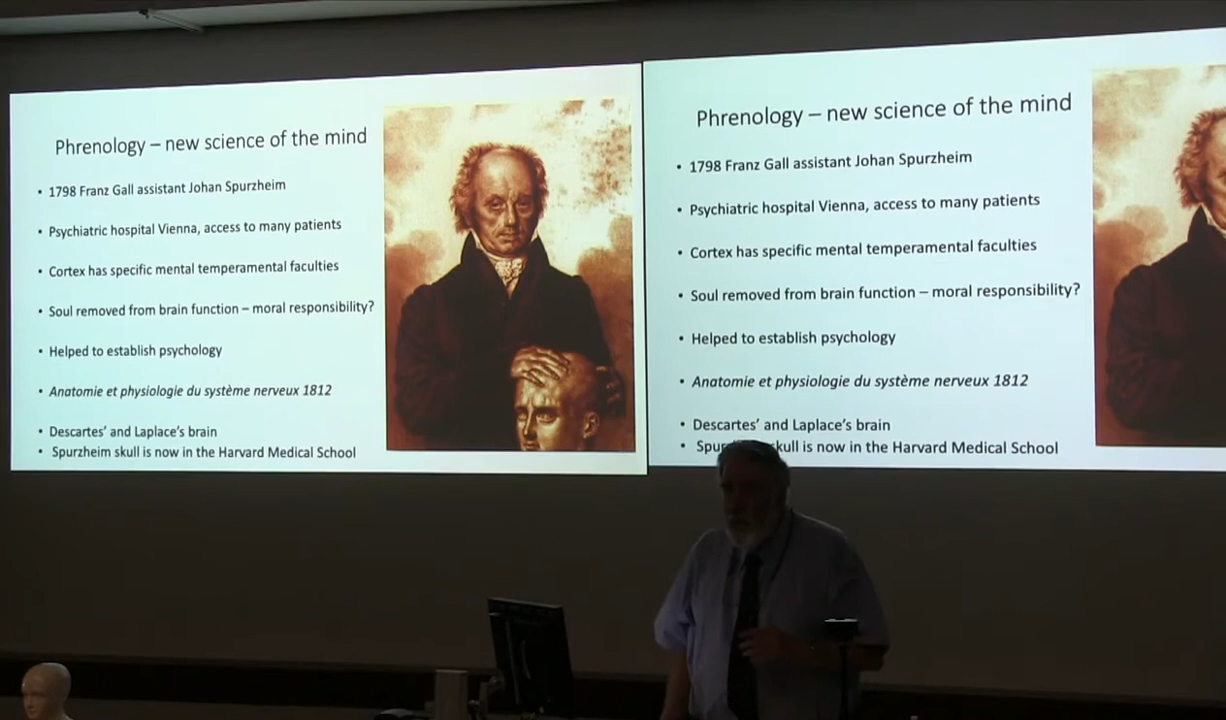 Phrenology – new science of the mind
• 1798 Franz Gall assistant Johan Spurzheim
• Psychiatric hospital Vienna, access to many patients
• Cortex has specific mental temperamental faculties
• Soul removed from brain function – moral responsibility?
• Helped to establish psychology
• Anatomie et physiologie du système nerveux 1812
• Descartes’ and Laplace’s brain
• Spurzheim skull is now in the Harvard Medical School
Phrenology – new science of the mind
• 1798 Franz Gall assistant Johan Spurzheim
• Psychiatric hospital Vienna, access to many patients
• Cortex has specific mental temperamental faculties
• Soul removed from brain function – moral responsibility?
• Helped to establish psychology
• Anatomie et physiologie du système nerveux 1812
• Descartes’ and Laplace’s brain
• skull is now in the Harvard Medical School